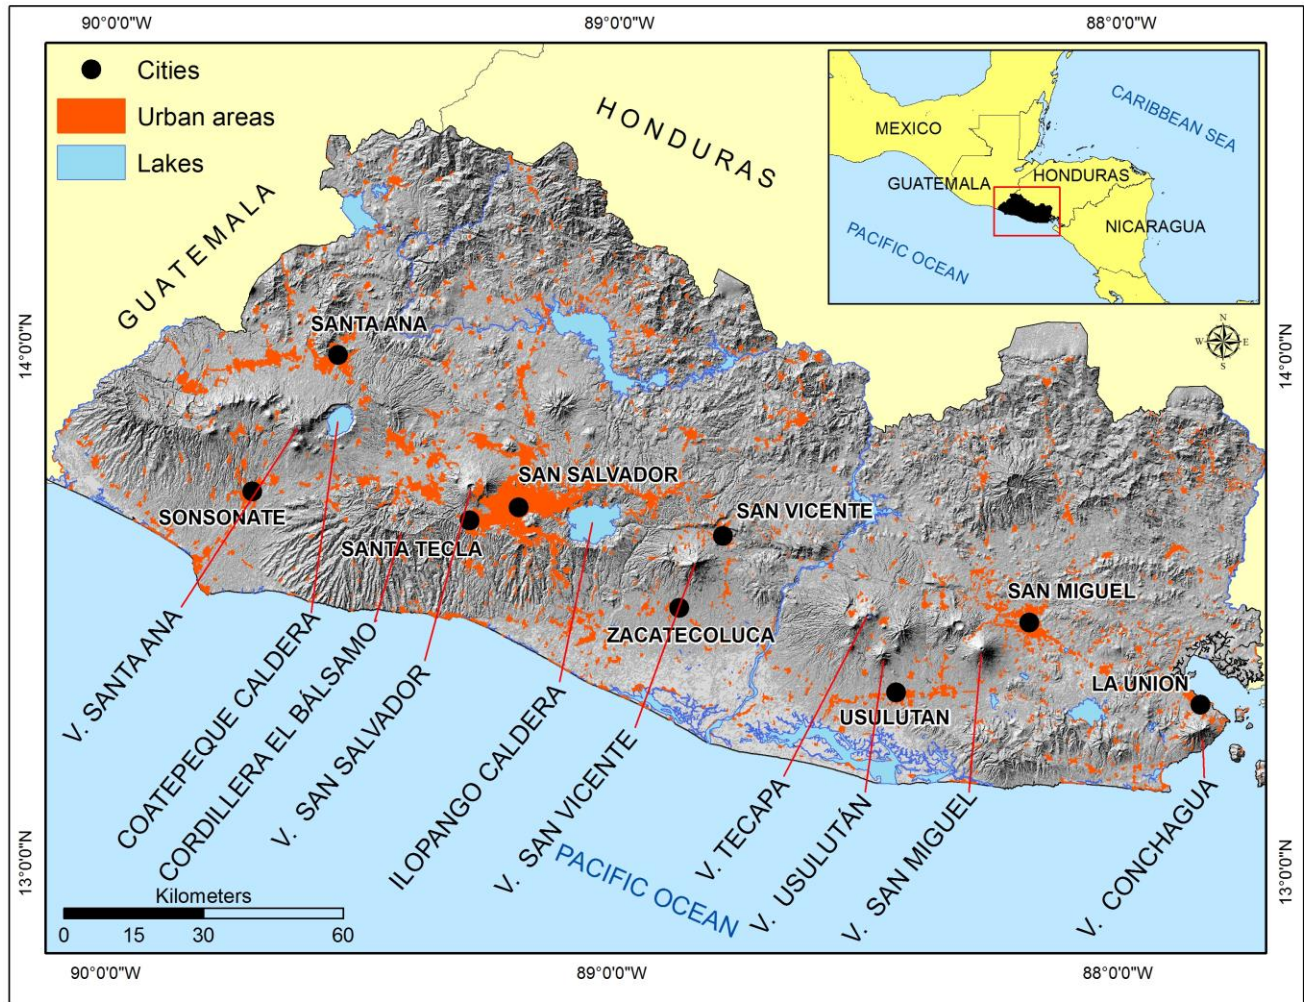 90°0'0"W 89°0'0"W 88°0'0"W
Cities
Urban areas
Lakes
HONDURAS
GUATEMALA
CARIBBEAN SEA
MEXICO
GUATEMALA
HONDURAS
NICARAGUA
PACIFIC OCEAN
N
W E
S
14°0'0"N
14°0'0"N
SANTA ANA
SAN SALVADOR
SONSONATE
SANTA TECLA
SAN VICENTE
ZACATECOLUCA
SAN MIGUEL
LA UNION
USULUTAN
V. SANTA ANA
COATEPEQUE CALDERA
CORDILLERA EL BÁLSAMO
V. SAN SALVADOR
ILOPANGO CALDERA
V. SAN VICENTE
V. TECAPA
V. USULUTÁN
V. SAN MIGUEL
V. CONCHAGUA
PACIFIC OCEAN
13°0'0"N
13°0'0"N
Kilometers
0 15 30 60
90°0'0"W 89°0'0"W 88°0'0"W